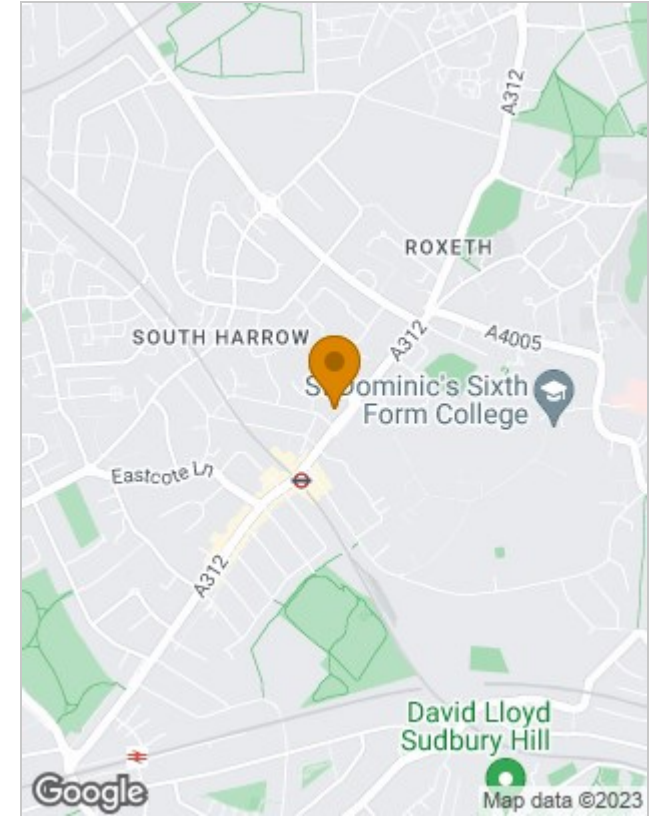 A312
ROXETH
SOUTH HARROW
A312
A4005
St Dominic's Sixth
Form College
Eastcote Ln
A312
David Lloyd
Sudbury Hill
Google
Map data ©2023